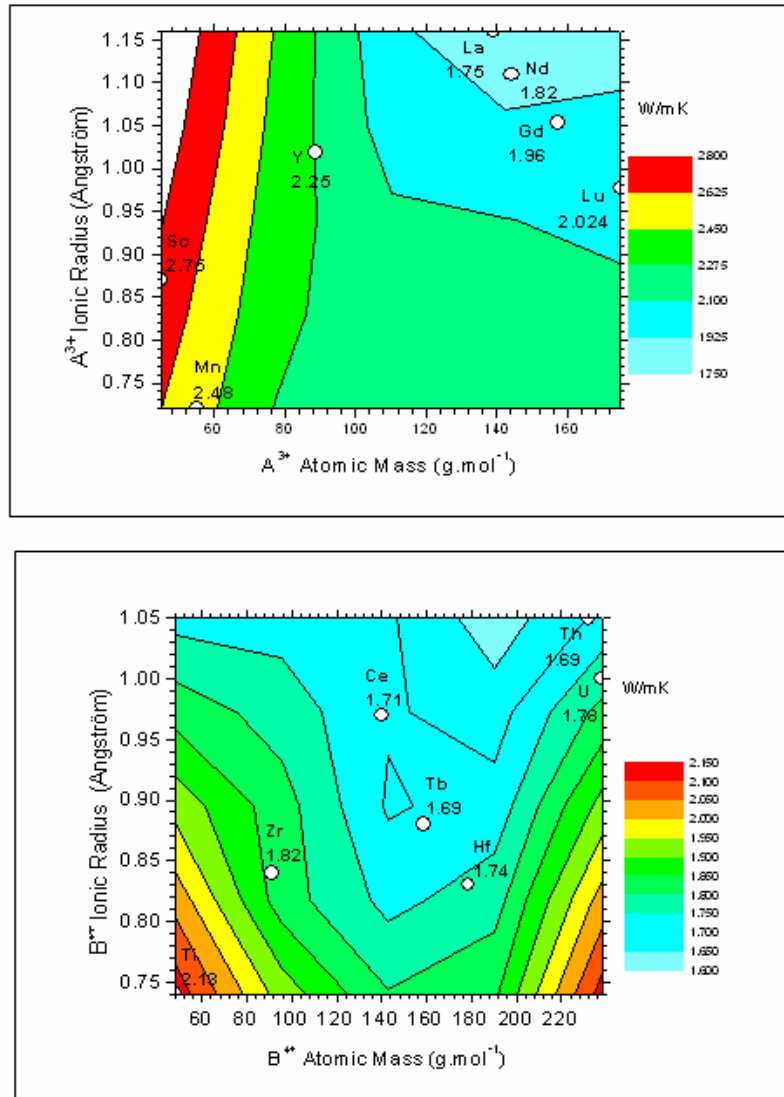 1.15
1.10
1.05
1.00
0.95
0.90
0.85
0.80
0.75
A3+ Ionic Radius (Angström)
La
1.75
Nd
1.82
Gd
1.96
Y
2.25
Lu
2.024
Sc
2.75
Mn
2.48
60 80 100 120 140 160
A3+ Atomic Mass (g.mol-1)
W/mK
2800
2625
2.450
2.275
2.100
1925
1750
1.05
1.00
0.95
0.90
0.85
0.80
0.75
Ionic Radius (Angström)
Th
1.69
Ce
1.71
U
1.78
Tb
1.69
Zr
1.82
Hf
1.74
Ti
2.13
60 80 100 120 140 160 180 200 220
B4+ Atomic Mass (g.mol-1)
W/mK
2.150
2.100
2.050
2.000
1.950
1.900
1.850
1.800
1.750
1.700
1.650
1.600